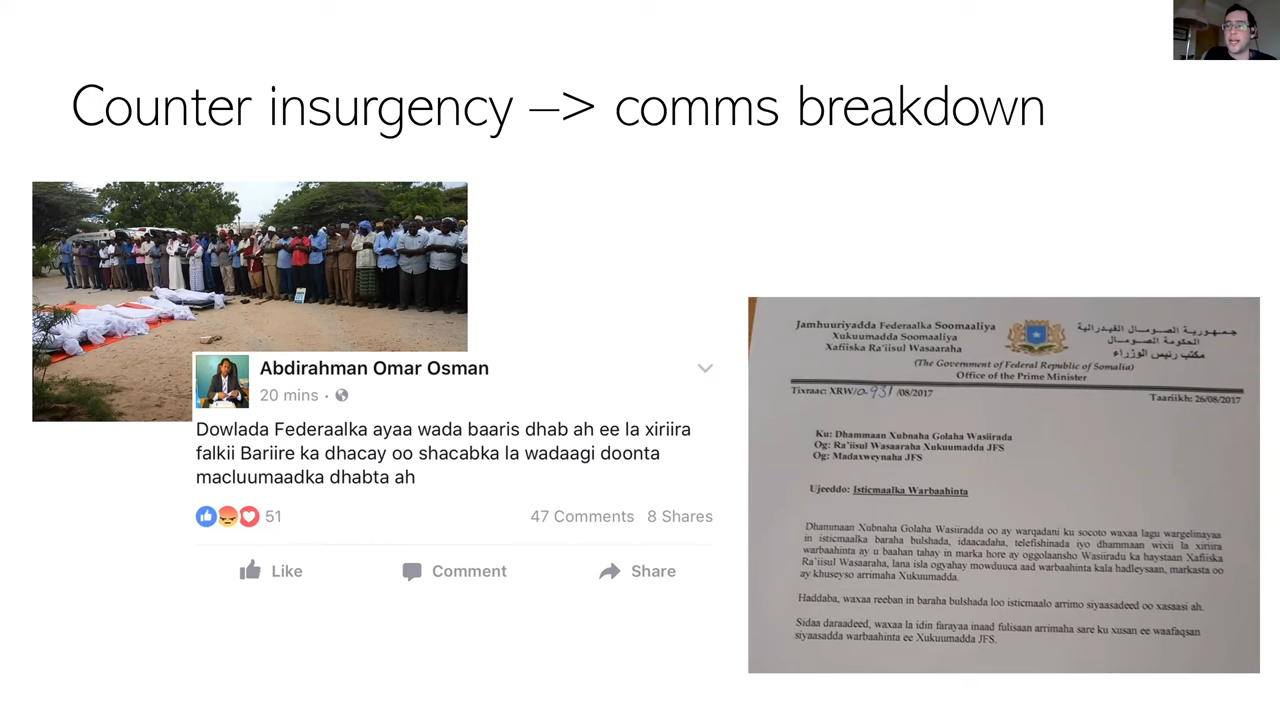 Counter insurgency —> comms breakdown
Abdirahman Omar Osman
20 mins ·
Dowlada Federaalka ayaa wada baaris dhab ah ee la xiriira
falkii Bariire ka dhacay oo shacabka la wadaagi doonta
macluumaadka dhabta ah
51
47 Comments 8 Shares
Like Comment Share
Jamhuuriyadda Federaalka Soomaaliya
Xukuumadda Soomaaliya
Xafiiska Ra'iisul Wasaaraha
جمهورية الصومال الفيدرالية
الحكومة الصومال
مكتب رئيس الوزراء
(The Government of Federal Republic of Somalia)
Office of the Prime Minister
Tixraac: XRW/0931/08/2017
Taariikh: 26/08/2017
Ku: Dhammaan Xubnaha Golaha Wasiirada
Og: Ra'iisul Wasaaraha Xukuumadda JFS
Og: Madaxweynaha JFS
Ujeeddo: Isticmaalka Warbaahinta
Dhammaan Xubnaha Golaha Wasiiradda oo ay warqadani ku socoto waxaa lagu wargelinayaa
in isticmaalka baraha bulshada, idaacadaha, telefishinada iyo dhammaan wixii la xiriira
warbaahinta ay u baahan tahay in marka hore ay oggolaansho Wasiiradu ka haystaan Xafiiska
Ra'iisul Wasaaraha, lana isla ogyahay mowduuca aad warbaahinta kala hadleysaan, markasta oo
ay khuseyso arrimaha Xukuumadda.
Haddaba, waxaa reeban in baraha bulshada loo isticmaalo arrimo siyaasadeed oo xasaasi ah.
Sidaa daraadeed, waxaa la idin farayaa inaad fulisaan arrimaha sare ku xusan ee waafaqsan
siyaasadda warbaahinta ee Xukuumadda JFS.